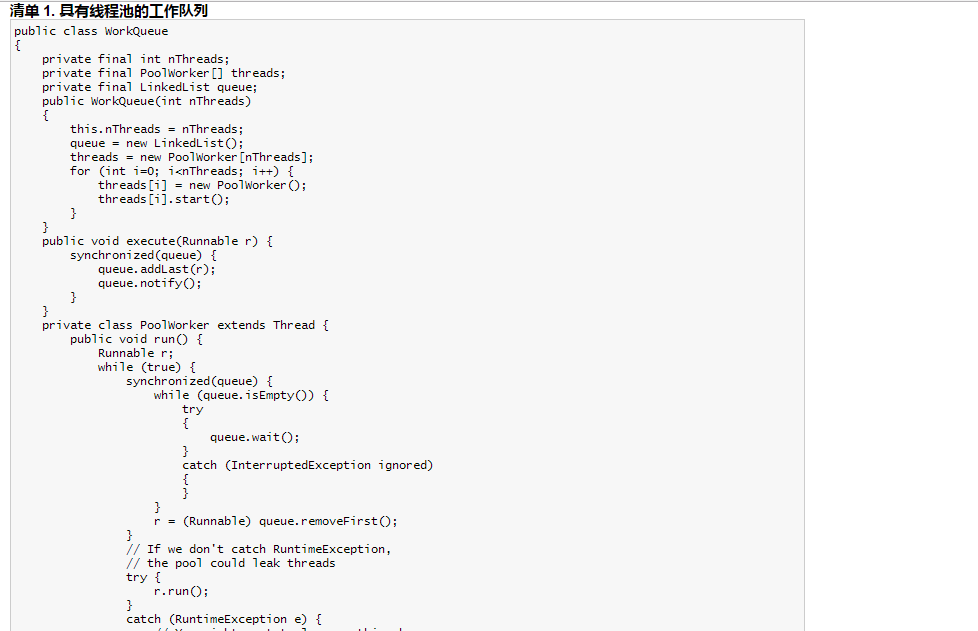 清单 1. 具有线程池的工作队列
public class WorkQueue
{
    private final int nThreads;
    private final PoolWorker[] threads;
    private final LinkedList queue;
    public WorkQueue(int nThreads)
    {
        this.nThreads = nThreads;
        queue = new LinkedList();
        threads = new PoolWorker[nThreads];
        for (int i=0; i<nThreads; i++) {
            threads[i] = new PoolWorker();
            threads[i].start();
        }
    }
    public void execute(Runnable r) {
        synchronized(queue) {
            queue.addLast(r);
            queue.notify();
        }
    }
    private class PoolWorker extends Thread {
        public void run() {
            Runnable r;
            while (true) {
                synchronized(queue) {
                    while (queue.isEmpty()) {
                        try
                        {
                            queue.wait();
                        }
                        catch (InterruptedException ignored)
                        {
                        }
                    }
                    r = (Runnable) queue.removeFirst();
                }
                // If we don't catch RuntimeException,
                // the pool could leak threads
                try {
                    r.run();
                }
                catch (RuntimeException e) {